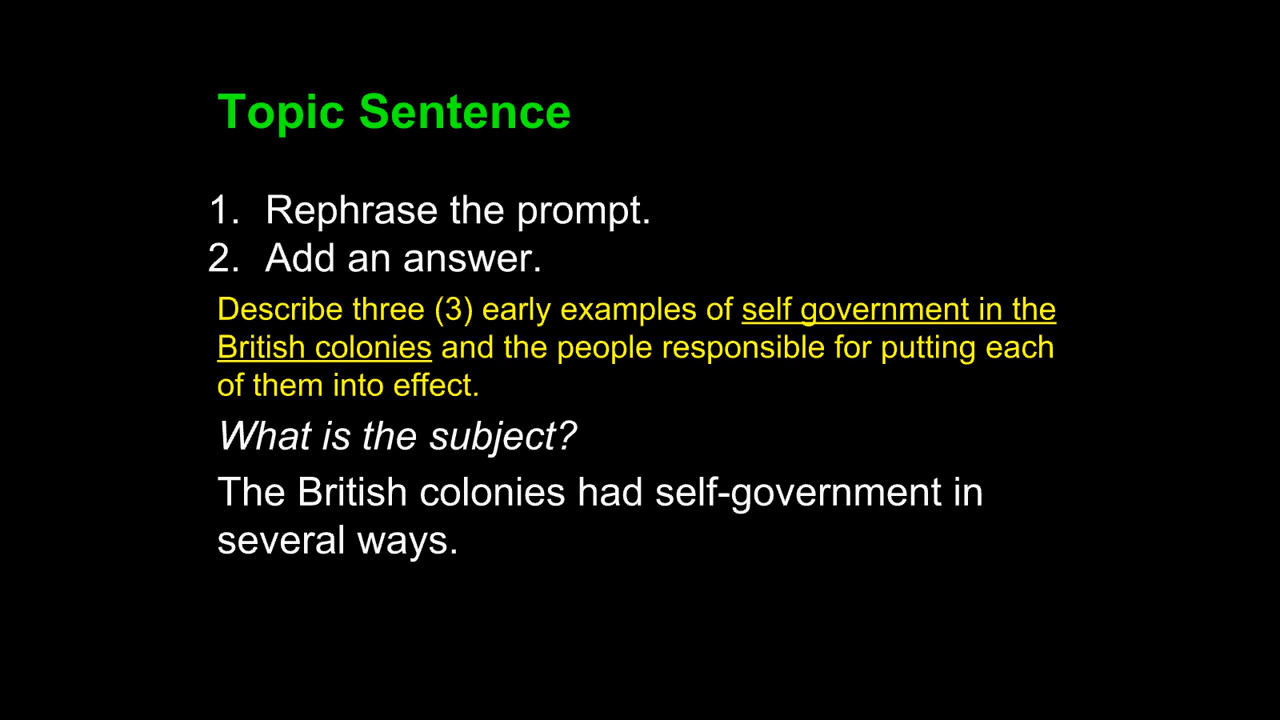 Topic Sentence
1. Rephrase the prompt.
2. Add an answer.
Describe three (3) early examples of self government in the
British colonies and the people responsible for putting each
of them into effect.
What is the subject?
The British colonies had self-government in
several ways.